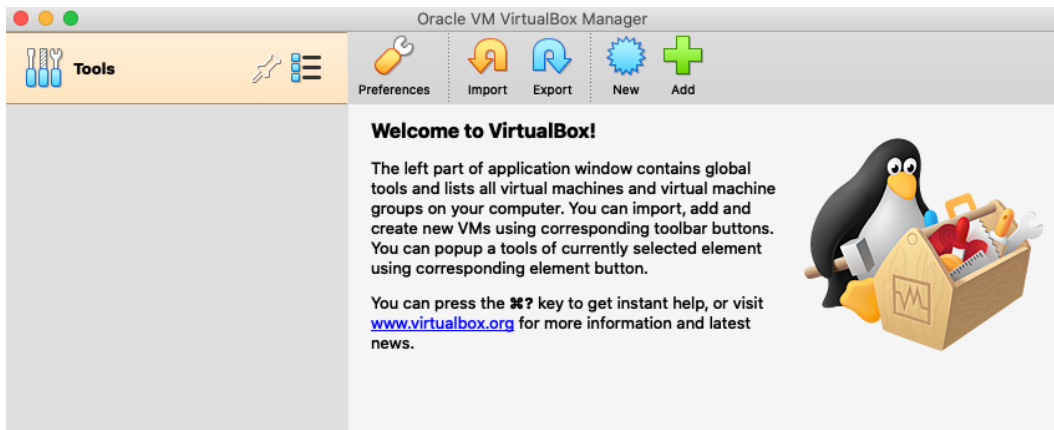 Oracle VM VirtualBox Manager
Tools
Preferences Import Export New Add
Welcome to VirtualBox!
The left part of application window contains global
tools and lists all virtual machines and virtual machine
groups on your computer. You can import, add and
create new VMs using corresponding toolbar buttons.
You can popup a tools of currently selected element
using corresponding element button.
You can press the ⌘? key to get instant help, or visit
www.virtualbox.org for more information and latest
news.